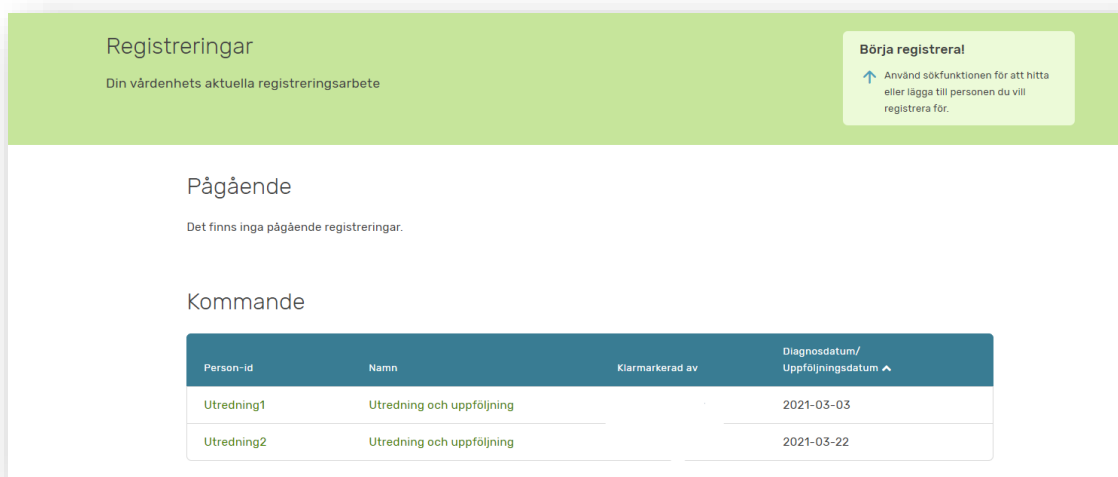 Registreringar
Din vårdenhets aktuella registreringsarbete
Börja registrera!
Använd sökfunktionen för att hitta
eller lägga till personen du vill
registrera för.
Pågående
Det finns inga pågående registreringar.
Kommande
Person-id Namn Klarmarkerad av Diagnosdatum/
Uppföljningsdatum
Utredning1 Utredning och uppföljning 2021-03-03
Utredning2 Utredning och uppföljning 2021-03-22